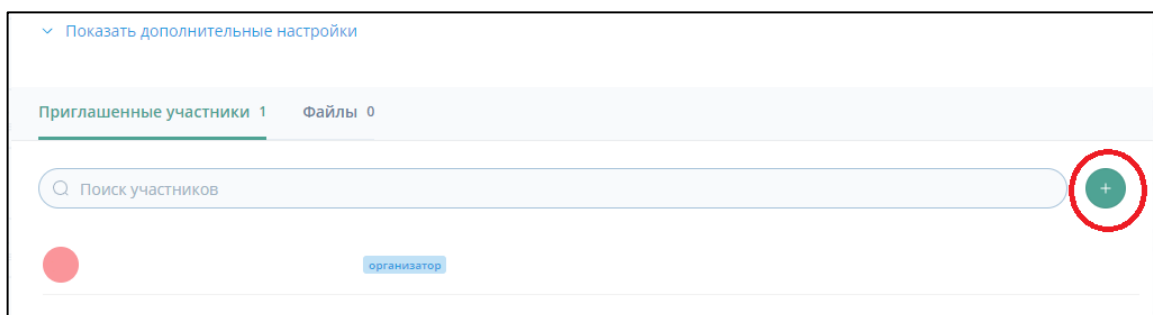 Показать дополнительные настройки
Приглашенные участники 1 Файлы 0
Поиск участников
+
организатор